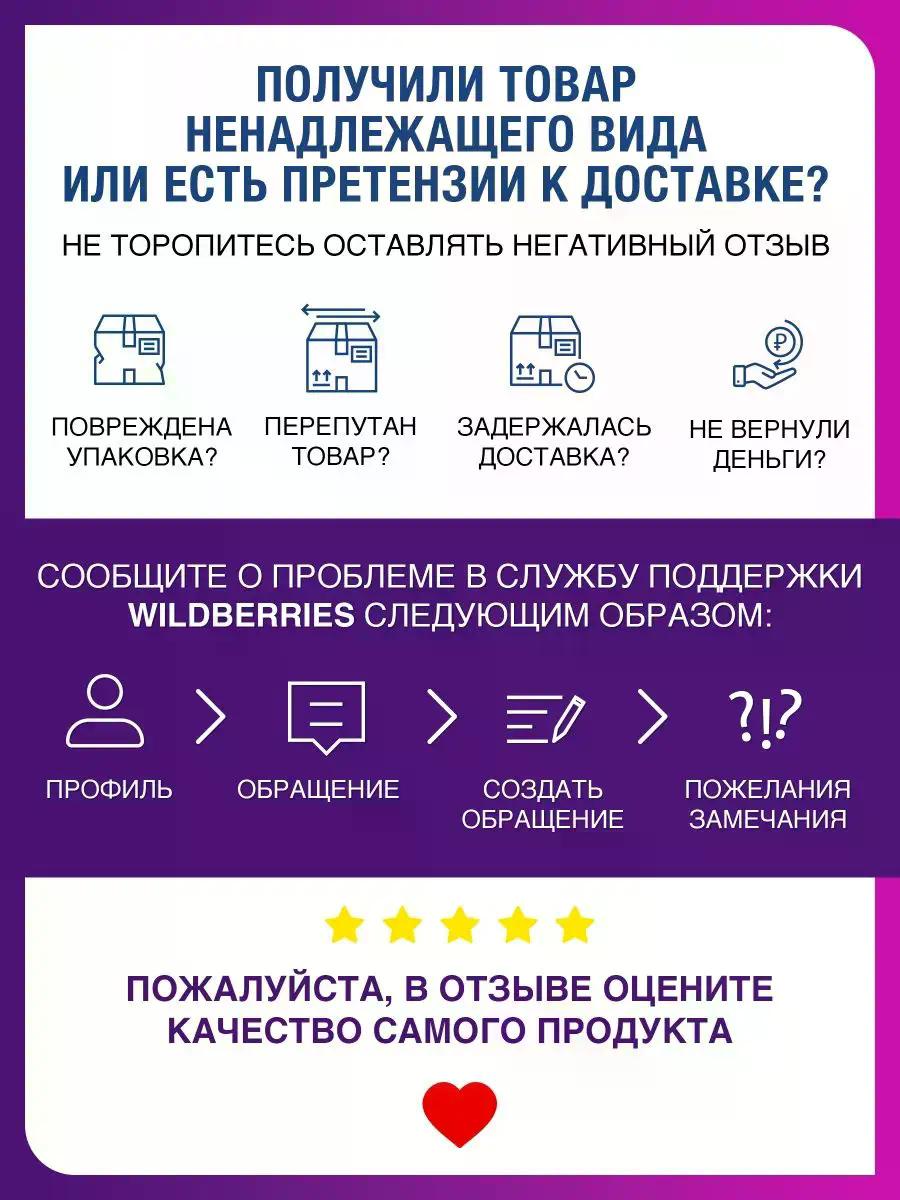 ПОЛУЧИЛИ ТОВАР
НЕНАДЛЕЖАЩЕГО ВИДА
ИЛИ ЕСТЬ ПРЕТЕНЗИИ К ДОСТАВКЕ?
НЕ ТОРОПИТЕСЬ ОСТАВЛЯТЬ НЕГАТИВНЫЙ ОТЗЫВ
ПОВРЕЖДЕНА
УПАКОВКА?
ПЕРЕПУТАН
ТОВАР?
ЗАДЕРЖАЛАСЬ
ДОСТАВКА?
₽
НЕ ВЕРНУЛИ
ДЕНЬГИ?
СООБЩИТЕ О ПРОБЛЕМЕ В СЛУЖБУ ПОДДЕРЖКИ
WILDBERRIES СЛЕДУЮЩИМ ОБРАЗОМ:
ПРОФИЛЬ
ОБРАЩЕНИЕ
СОЗДАТЬ
ОБРАЩЕНИЕ
?!?
ПОЖЕЛАНИЯ
ЗАМЕЧАНИЯ
ПОЖАЛУЙСТА, В ОТЗЫВЕ ОЦЕНИТЕ
КАЧЕСТВО САМОГО ПРОДУКТА